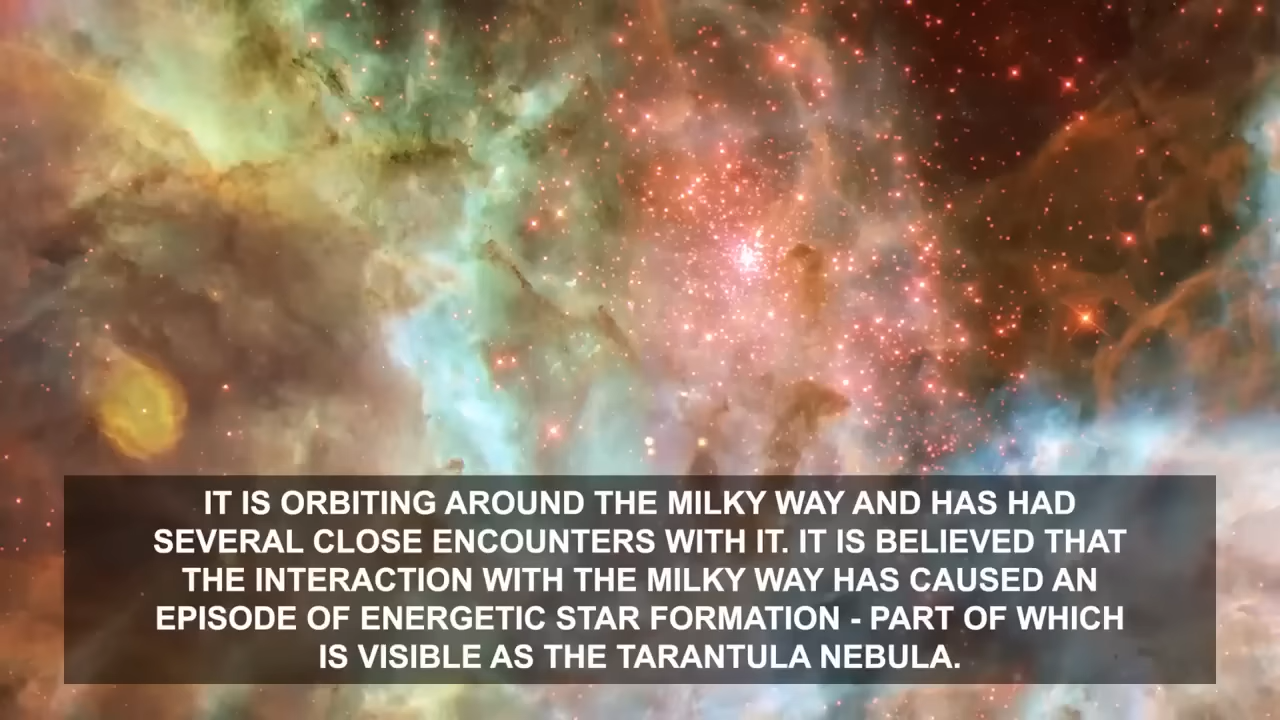 IT IS ORBITING AROUND THE MILKY WAY AND HAS HAD
SEVERAL CLOSE ENCOUNTERS WITH IT. IT IS BELIEVED THAT
THE INTERACTION WITH THE MILKY WAY HAS CAUSED AN
EPISODE OF ENERGETIC STAR FORMATION - PART OF WHICH
IS VISIBLE AS THE TARANTULA NEBULA.